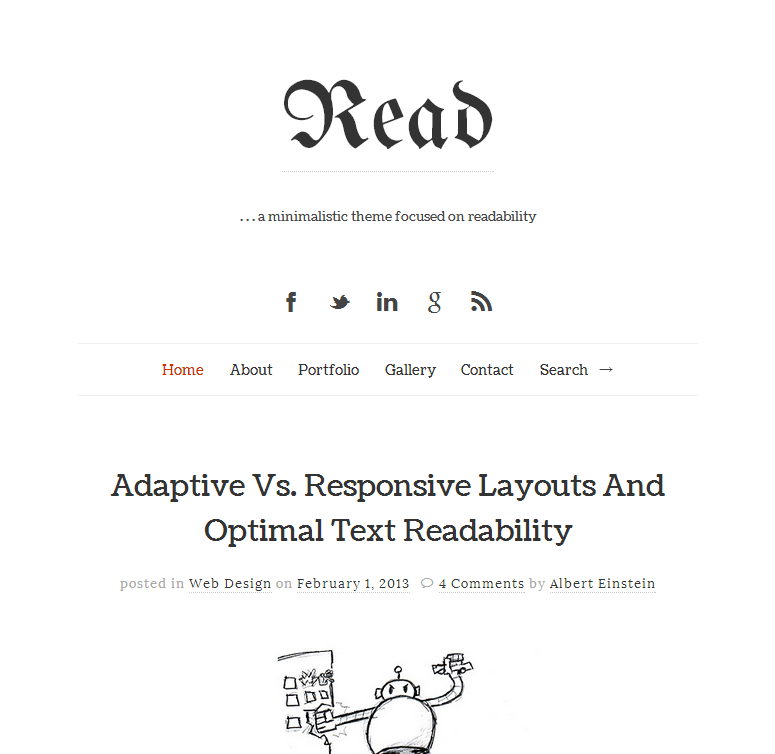 Read
...a minimalistic theme focused on readability
Home About Portfolio Gallery Contact Search →
Adaptive Vs. Responsive Layouts And
Optimal Text Readability
posted in Web Design on February 1, 2013 4 Comments by Albert Einstein